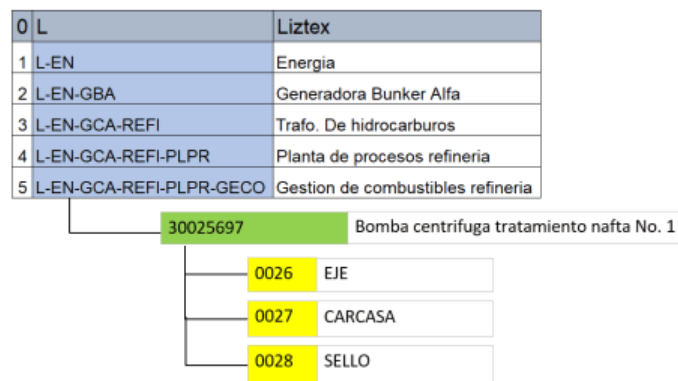 0 L Liztex
1 L-EN Energia
2 L-EN-GBA Generadora Bunker Alfa
3 L-EN-GCA-REFI Trafo. De hidrocarburos
4 L-EN-GCA-REFI-PLPR Planta de procesos refineria
5 L-EN-GCA-REFI-PLPR-GECO Gestion de combustibles refineria
30025697 Bomba centrifuga tratamiento nafta No. 1
0026 EJE
0027 CARCASA
0028 SELLO